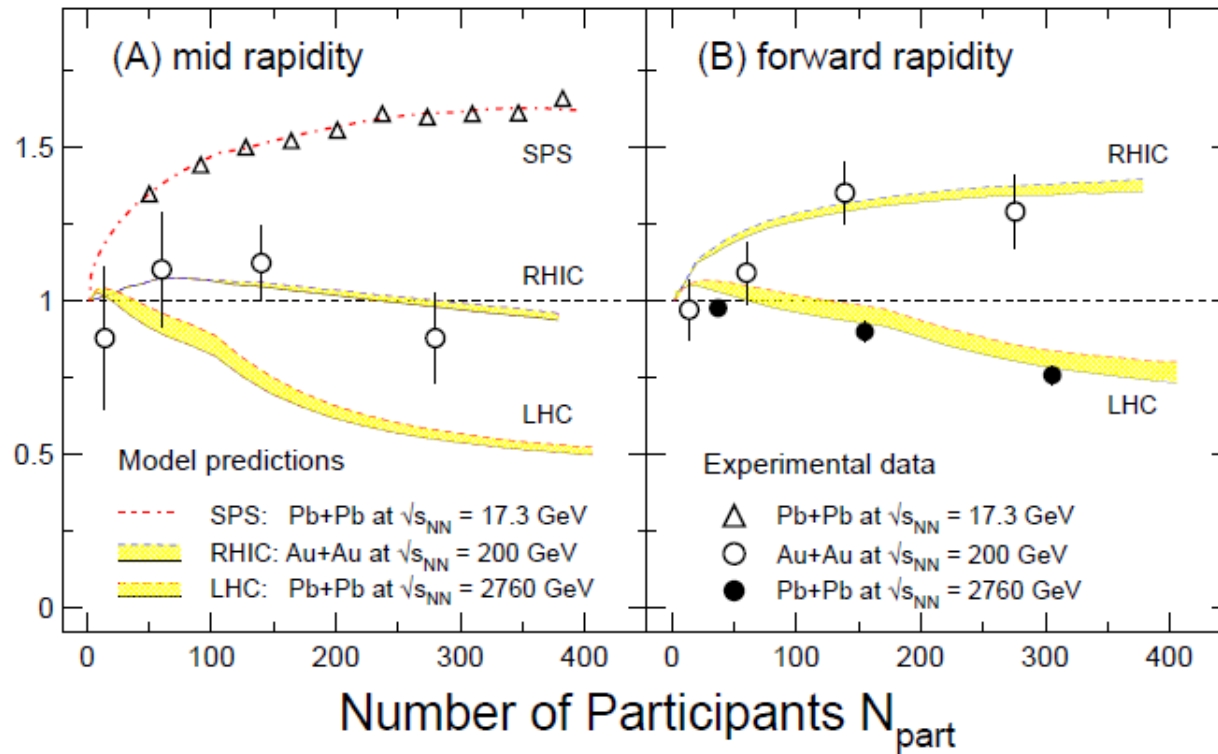 (A) mid rapidity
(B) forward rapidity
1.5
1
0.5
0
SPS
RHIC
LHC
RHIC
LHC
Model predictions
SPS: Pb+Pb at √sNN = 17.3 GeV
RHIC: Au+Au at √sNN = 200 GeV
LHC: Pb+Pb at √sNN = 2760 GeV
Experimental data
Pb+Pb at √sNN = 17.3 GeV
Au+Au at √sNN = 200 GeV
Pb+Pb at √sNN = 2760 GeV
0 100 200 300 400
0 100 200 300 400
Number of Participants Npart